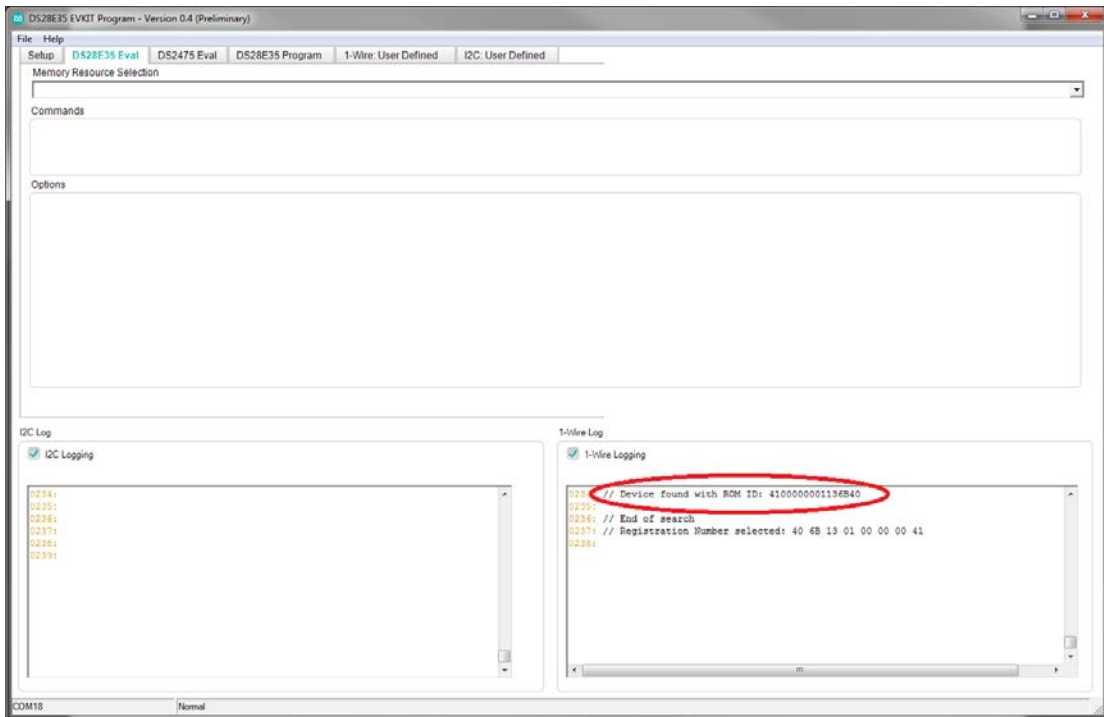 DS28E35 EVKIT Program - Version 0.4 (Preliminary)
File Help
Setup DS28E35 Eval DS2475 Eval DS28E35 Program 1-Wire: User Defined I2C: User Defined
Memory Resource Selection
Commands
Options
I2C Log
I2C Logging
0234:
0235:
0236:
0237:
0238:
0239:
1-Wire Log
1-Wire Logging
0234: // Device found with ROM ID: 4100000001136B40
0235:
0236: // End of search
0237: // Registration Number selected: 40 6B 13 01 00 00 00 41
0238:
COM18 Normal